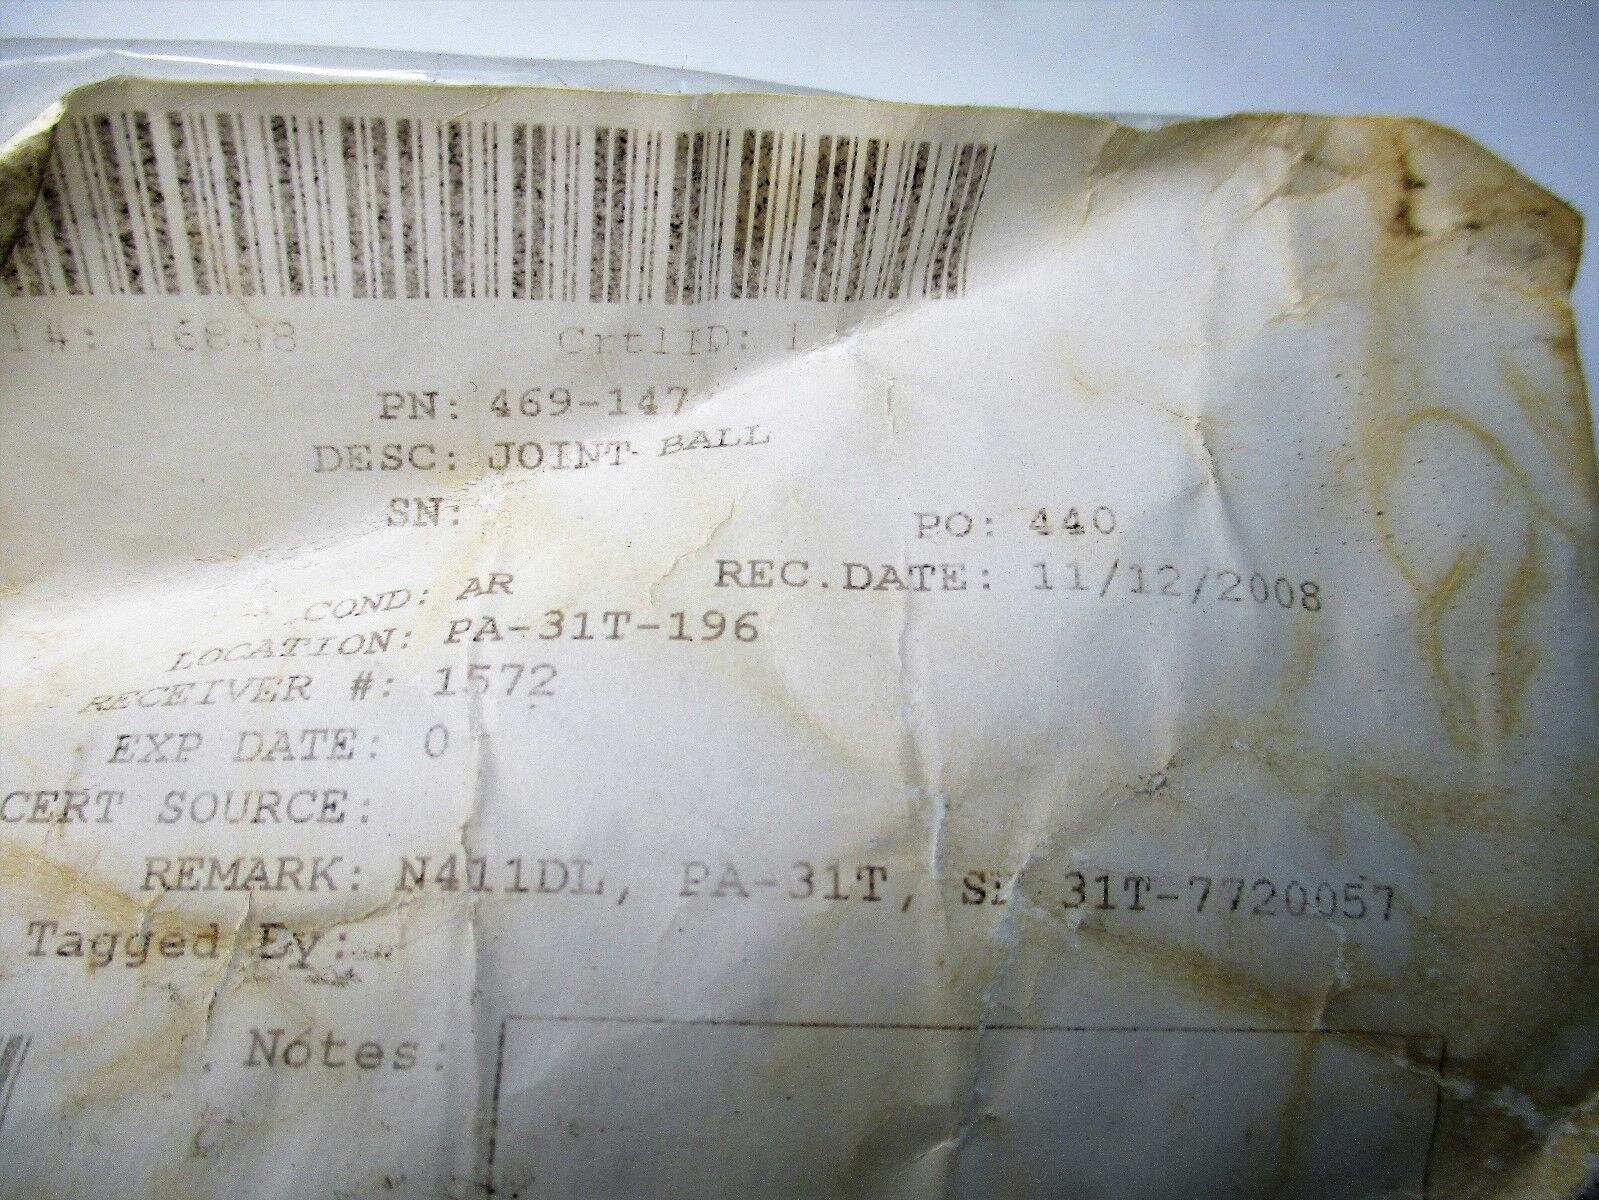 #: 16848 CrtlID: 1
PN: 469-147
DESC: JOINT BALL
SN:
PO: 440
COND: AR REC.DATE: 11/12/2008
LOCATION: PA-31T-196
RECEIVER #: 1572
EXP DATE: 0
CERT SOURCE:
REMARK: N411DL, PA-31T, 31T-7720057
Tagged By:
Notes: